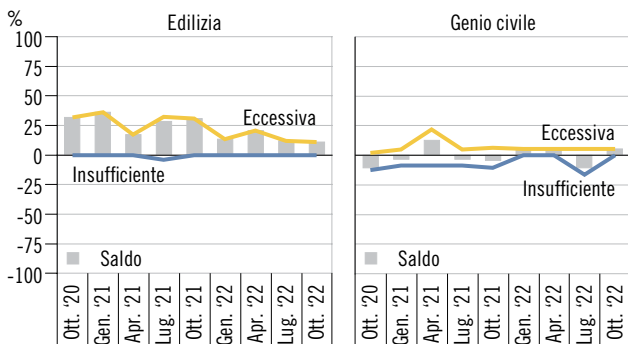 %
Edilizia
Genio civile
100
75
50
25
0
-25
-50
-75
-100
Eccessiva
Insufficiente
Saldo
Eccessiva
Insufficiente
Saldo
Ott. ‘20
Gen. ‘21
Apr. ‘21
Lug. ‘21
Ott. ‘21
Gen. ‘22
Apr. ‘22
Lug. ‘22
Ott. ‘22
Ott. ‘20
Gen. ‘21
Apr. ‘21
Lug. ‘21
Ott. ‘21
Gen. ‘22
Apr. ‘22
Lug. ‘22
Ott. ‘22